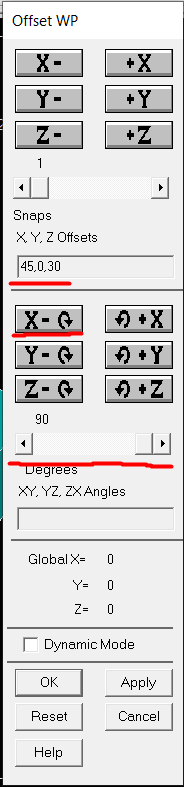 Offset WP
X- +X
Y- +Y
Z- +Z
1
Snaps
X, Y, Z Offsets
45,0,30
X- +X
Y- +Y
Z- +Z
90
Degrees
XY, YZ, ZX Angles
Global X= 0
Y= 0
Z= 0
Dynamic Mode
OK Apply
Reset Cancel
Help